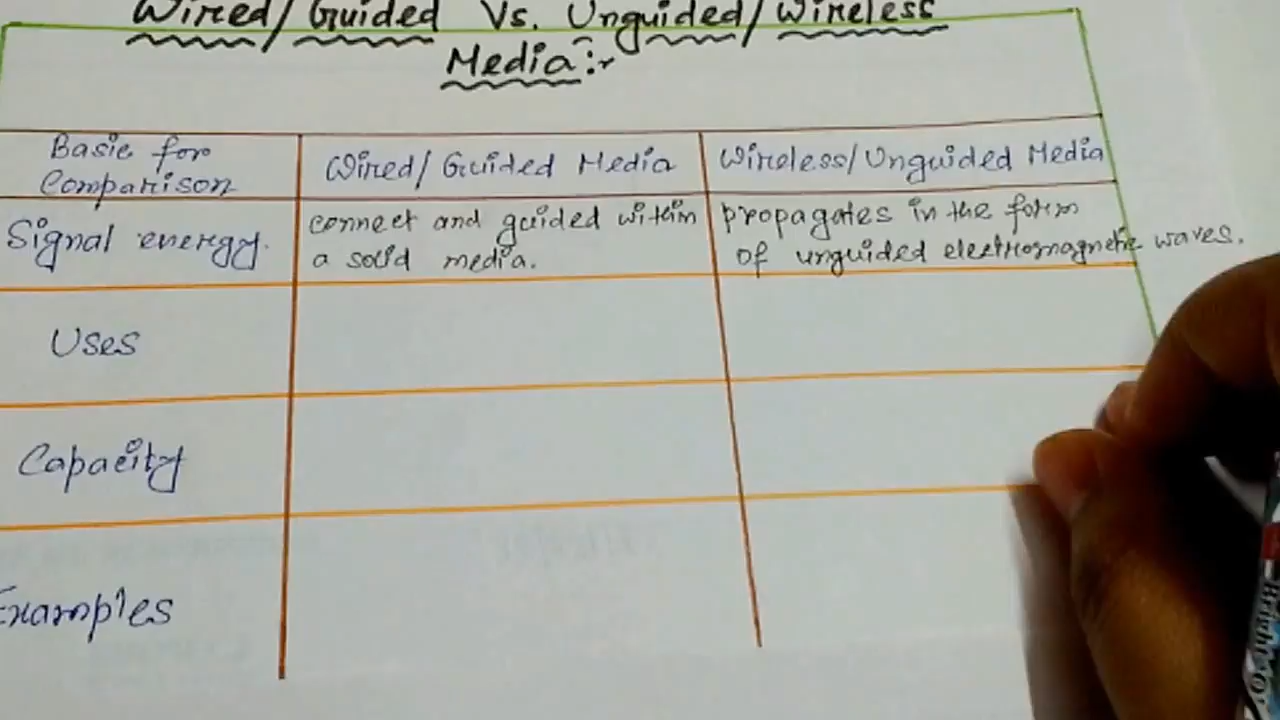 Wired/Guided Vs. Unguided/Wireless
Media:-
Basic for
Comparison
Wired/Guided Media
Wireless/Unguided Media
Signal energy.
connect and guided within
a solid media.
propagates in the form
of unguided electromagnetic waves.
Uses
Capacity
Examples
Bright